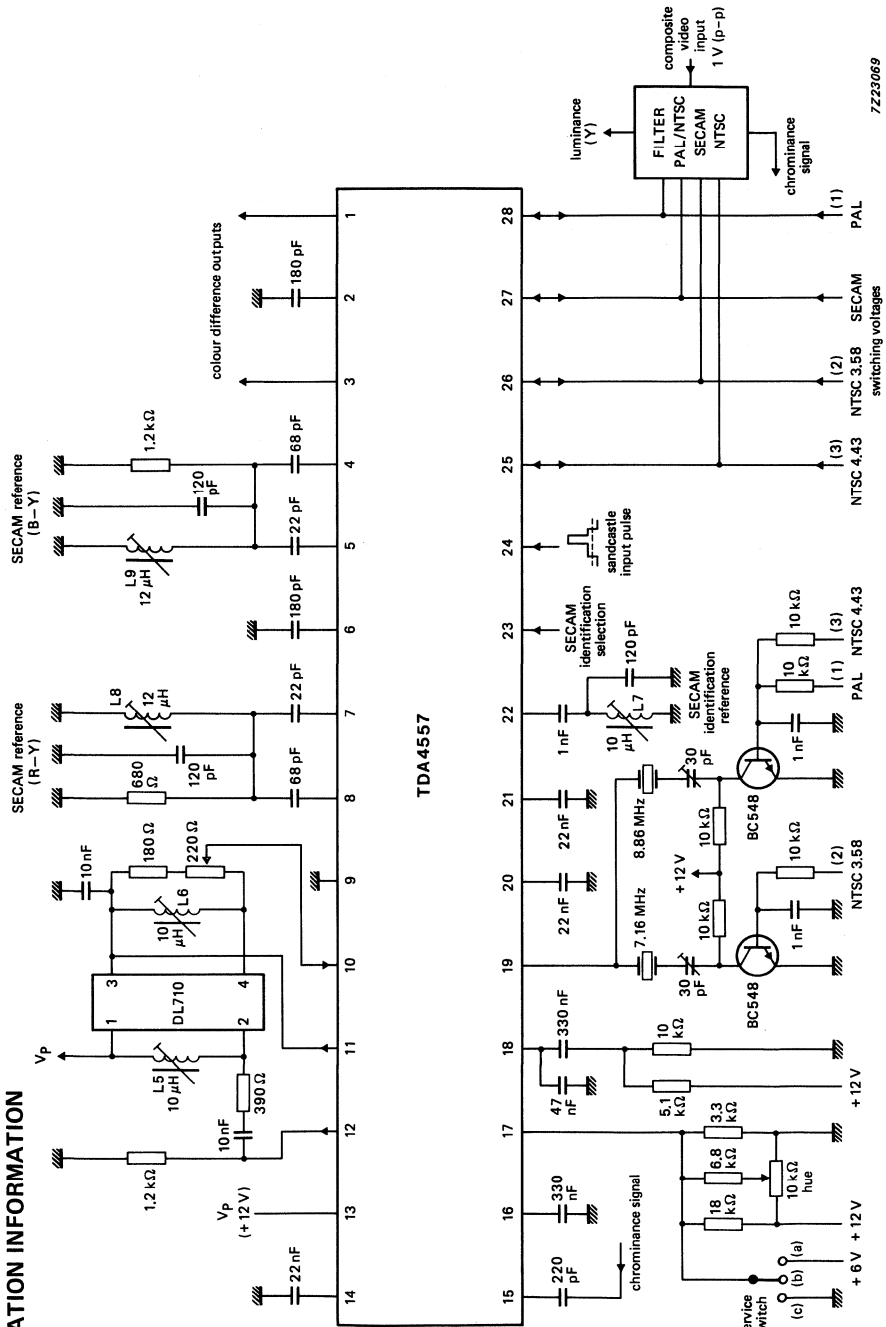 ATION INFORMATION
SECAM reference
(R−Y)
SECAM reference
(B−Y)
colour difference outputs
luminance
(Y)
composite
video
input
1 V (p−p)
FILTER
PAL/NTSC
SECAM
NTSC
chrominance
signal
22 nF
VP
(+12 V)
1.2 kΩ
10 nF
390 Ω
VP
L5
10 μH
1
2
DL710
3
4
10 nF
10
μH
L6
180 Ω
220 Ω
680
Ω
120
pF
L8
12
μH
68 pF
22 pF
180 pF
L9
12 μH
120
pF
1.2 kΩ
22 pF
68 pF
180 pF
14
13
12
11
10
9
8
7
6
5
4
3
2
1
TDA4557
15
16
17
18
19
20
21
22
23
24
25
26
27
28
220
pF
chrominance signal
330
nF
47
nF
330 nF
5.1
kΩ
10
kΩ
+12 V
18
kΩ
6.8
kΩ
3.3
kΩ
10 kΩ
hue
+12 V
+6 V
ervice
witch
(a)
(b)
(c)
7.16 MHz
30
pF
8.86 MHz
30
pF
22 nF
22 nF
+12 V
10 kΩ
10 kΩ
BC548
BC548
1 nF
10 kΩ
(2)
NTSC 3.58
1 nF
10
kΩ
10 kΩ
(1)
PAL
(3)
NTSC 4.43
1 nF
10
μH
L7
120 pF
SECAM
identification
reference
SECAM
identification
selection
sandcastle
input pulse
(3)
NTSC 4.43
(2)
NTSC 3.58
SECAM
(1)
PAL
switching voltages
7Z23069